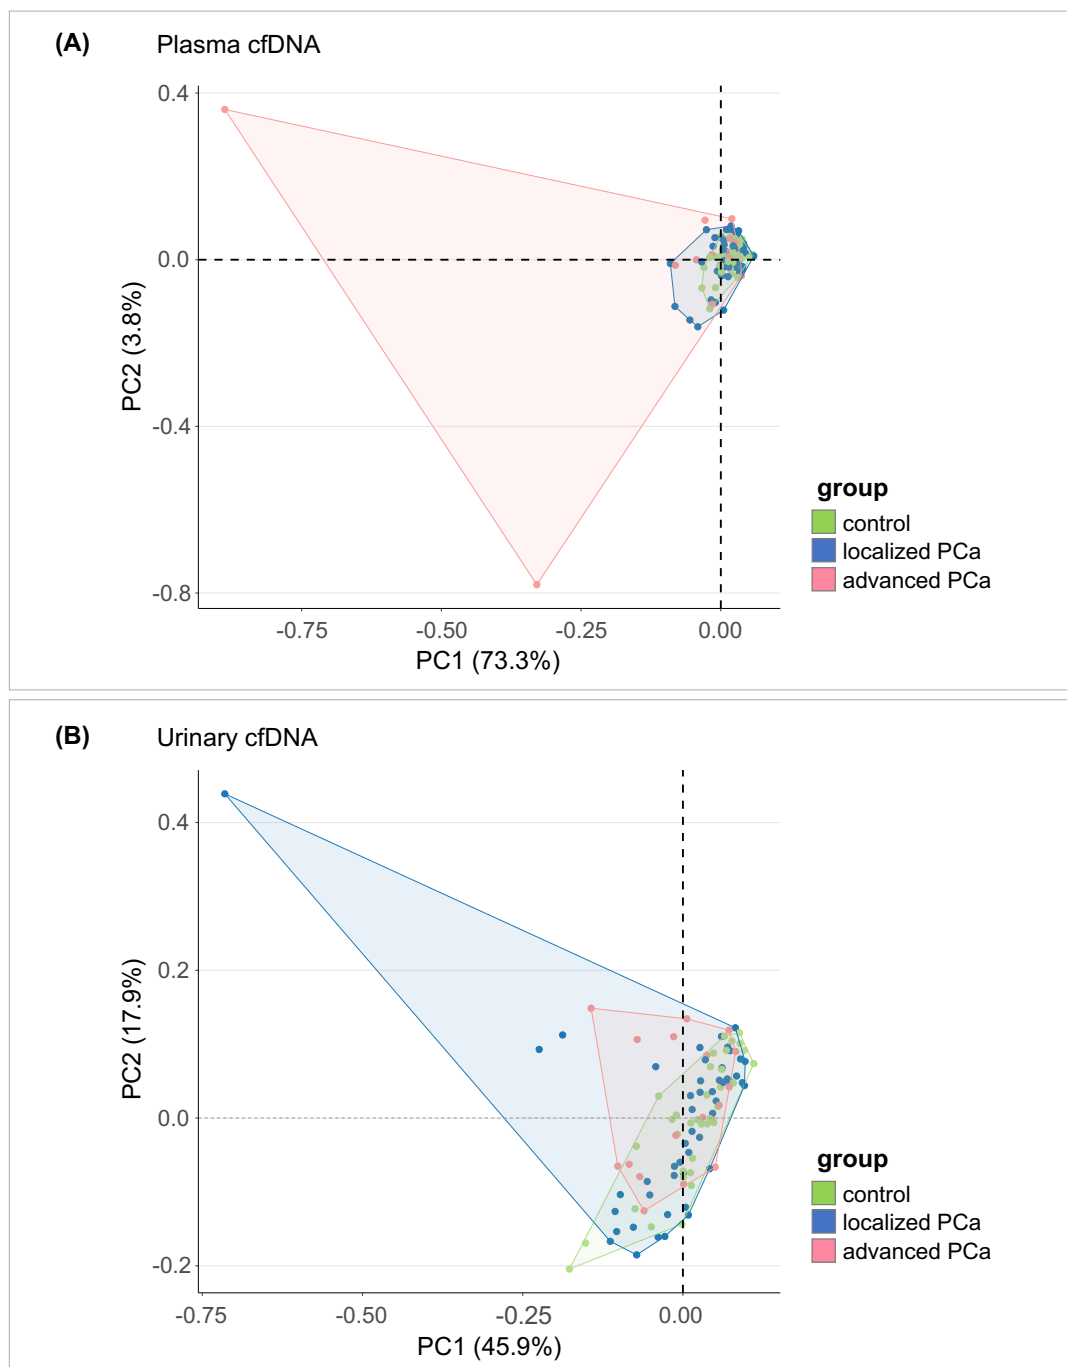 (A) Plasma cfDNA
0.4
0.0
-0.4
-0.8
PC2 (3.8%)
-0.75 -0.50 -0.25 0.00
PC1 (73.3%)
group
control
localized PCa
advanced PCa
(B) Urinary cfDNA
0.4
0.2
0.0
-0.2
PC2 (17.9%)
-0.75 -0.50 -0.25 0.00
PC1 (45.9%)
group
control
localized PCa
advanced PCa